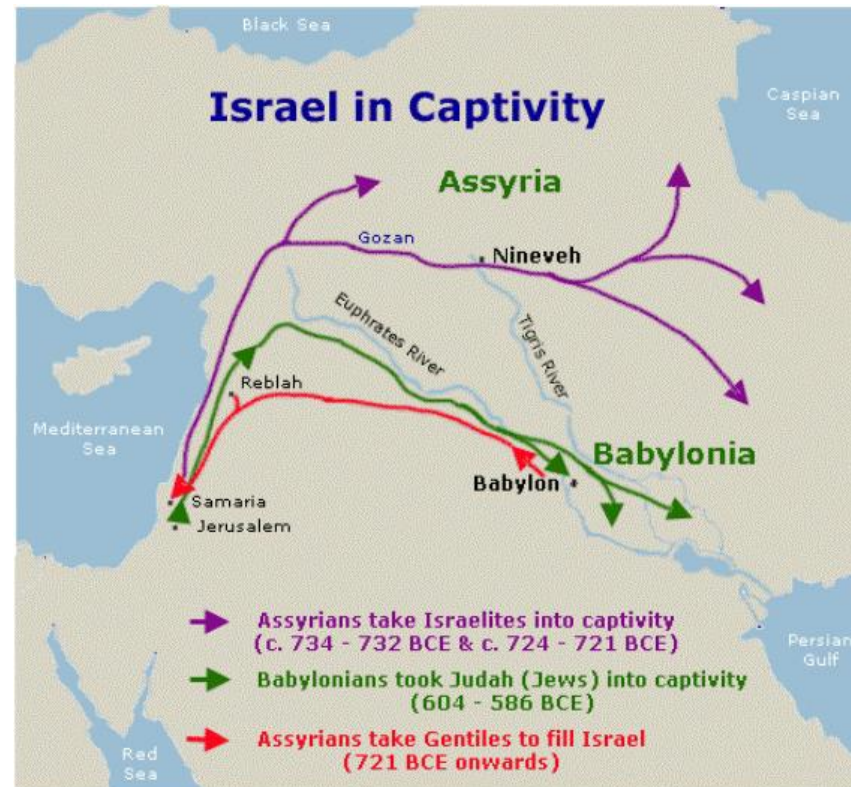 Black Sea
Israel in Captivity
Caspian
Sea
Assyria
Gozan
Nineveh
Euphrates River
Tigris River
Reblah
Mediterranean
Sea
Babylonia
Babylon
Samaria
Jerusalem
Assyrians take Israelites into captivity
(c. 734 - 732 BCE & c. 724 - 721 BCE)
Persian
Gulf
Babylonians took Judah (Jews) into captivity
(604 - 586 BCE)
Assyrians take Gentiles to fill Israel
(721 BCE onwards)
Red
Sea